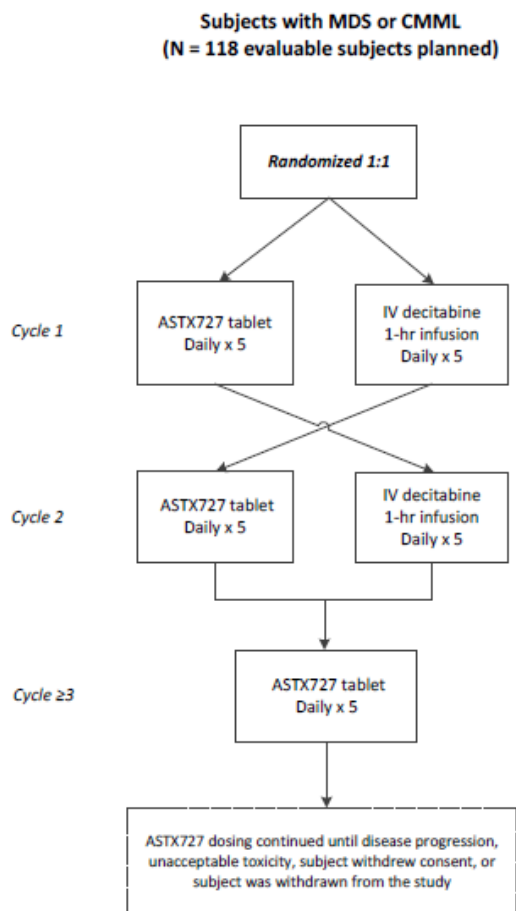 Subjects with MDS or CMML
(N = 118 evaluable subjects planned)
Randomized 1:1
Cycle 1
ASTX727 tablet
Daily x 5
IV decitabine
1-hr infusion
Daily x 5
Cycle 2
ASTX727 tablet
Daily x 5
IV decitabine
1-hr infusion
Daily x 5
Cycle ≥3
ASTX727 tablet
Daily x 5
ASTX727 dosing continued until disease progression,
unacceptable toxicity, subject withdrew consent, or
subject was withdrawn from the study